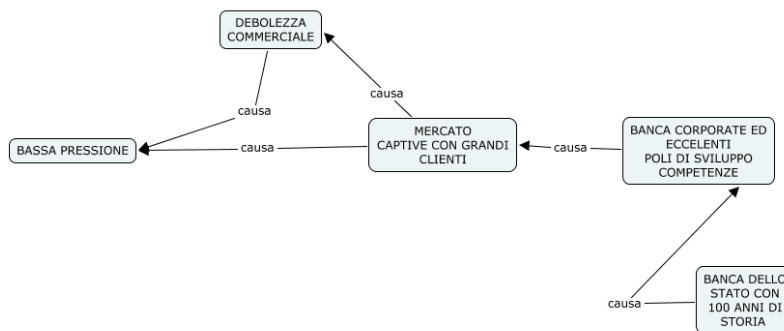 DEBOLEZZA
COMMERCIALE
causa
causa
BASSA PRESSIONE
causa
MERCATO
CAPTIVE CON GRANDI
CLIENTI
causa
BANCA CORPORATE ED
ECCELENTI
POLI DI SVILUPPO
COMPETENZE
causa
BANCA DELLO
STATO CON
100 ANNI DI
STORIA